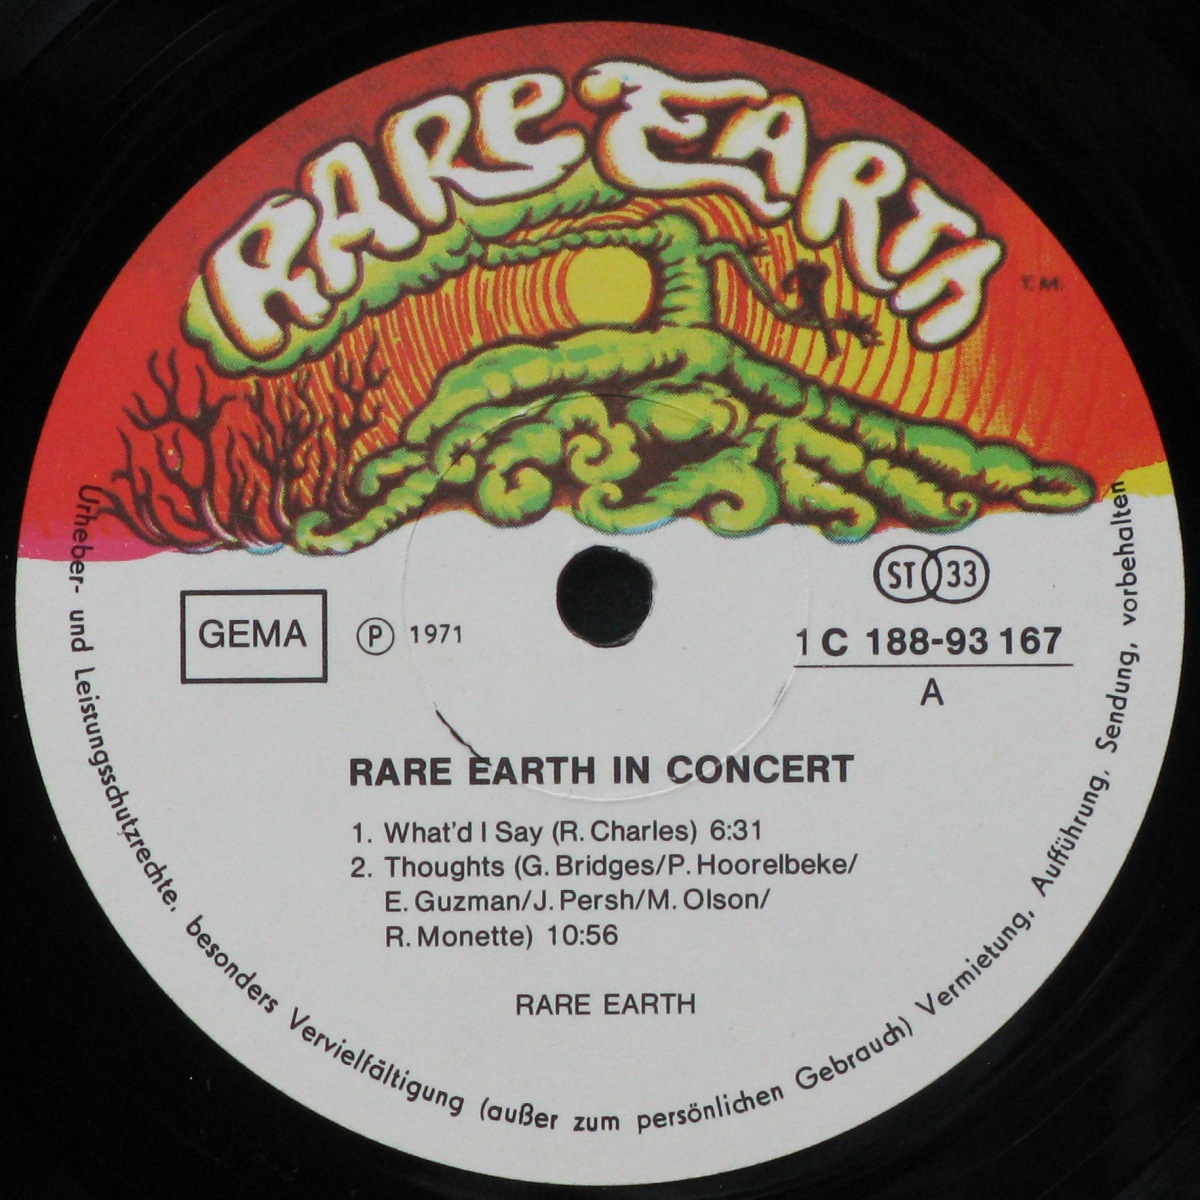 RARE EARTH
T.M.
ST 33
GEMA
℗ 1971
1 C 188-93 167
A
RARE EARTH IN CONCERT
1. What'd I Say (R. Charles) 6:31
2. Thoughts (G. Bridges/P. Hoorelbeke/
E. Guzman/J. Persh/M. Olson/
R. Monette) 10:56
RARE EARTH
Urheber- und Leistungsschutzrechte, besonders Vervielfältigung (außer zum persönlichen Gebrauch) Vermietung, Aufführung, Sendung, vorbehalten